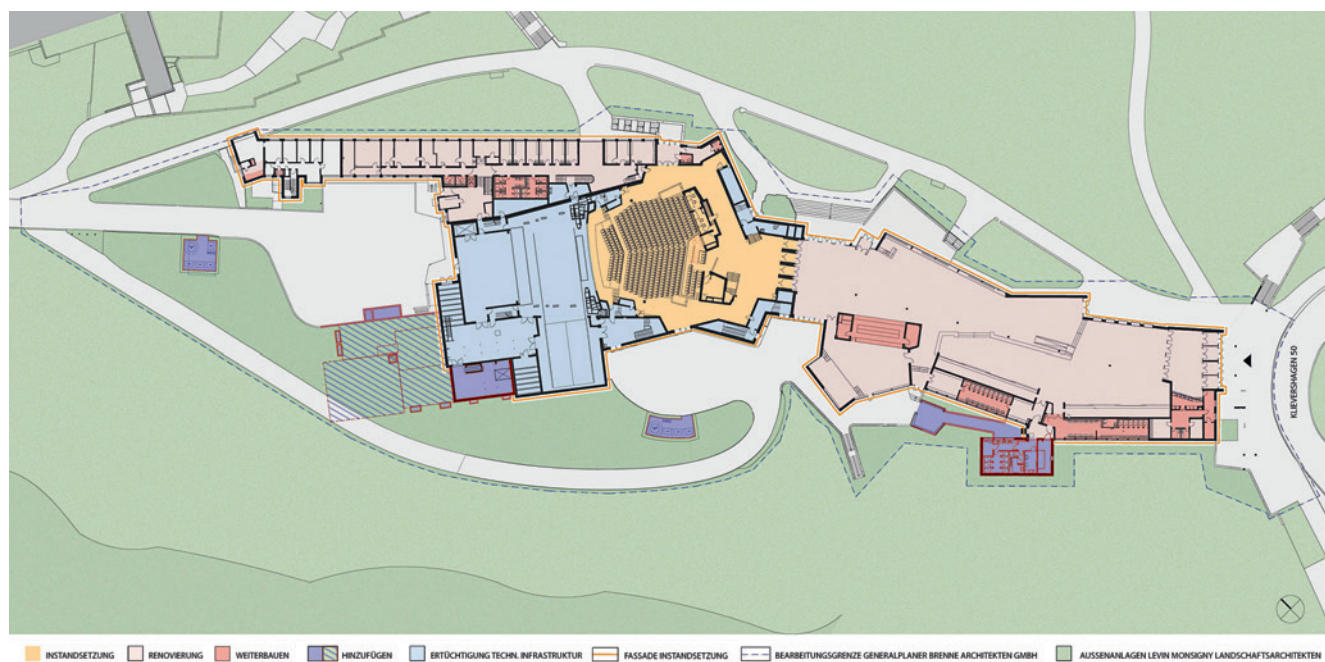 KLIEVERSHAGEN 50
INSTANDSETZUNG RENOVIERUNG WEITERBAUEN HINZUFÜGEN ERTÜCHTIGUNG TECHN. INFRASTRUKTUR FASSADE INSTANDSETZUNG BEARBEITUNGSGRENZE GENERALPLANER BRENNE ARCHITEKTEN GMBH AUSSENANLAGEN LEVIN MONSIGNY LANDSCHAFTSARCHITEKTEN